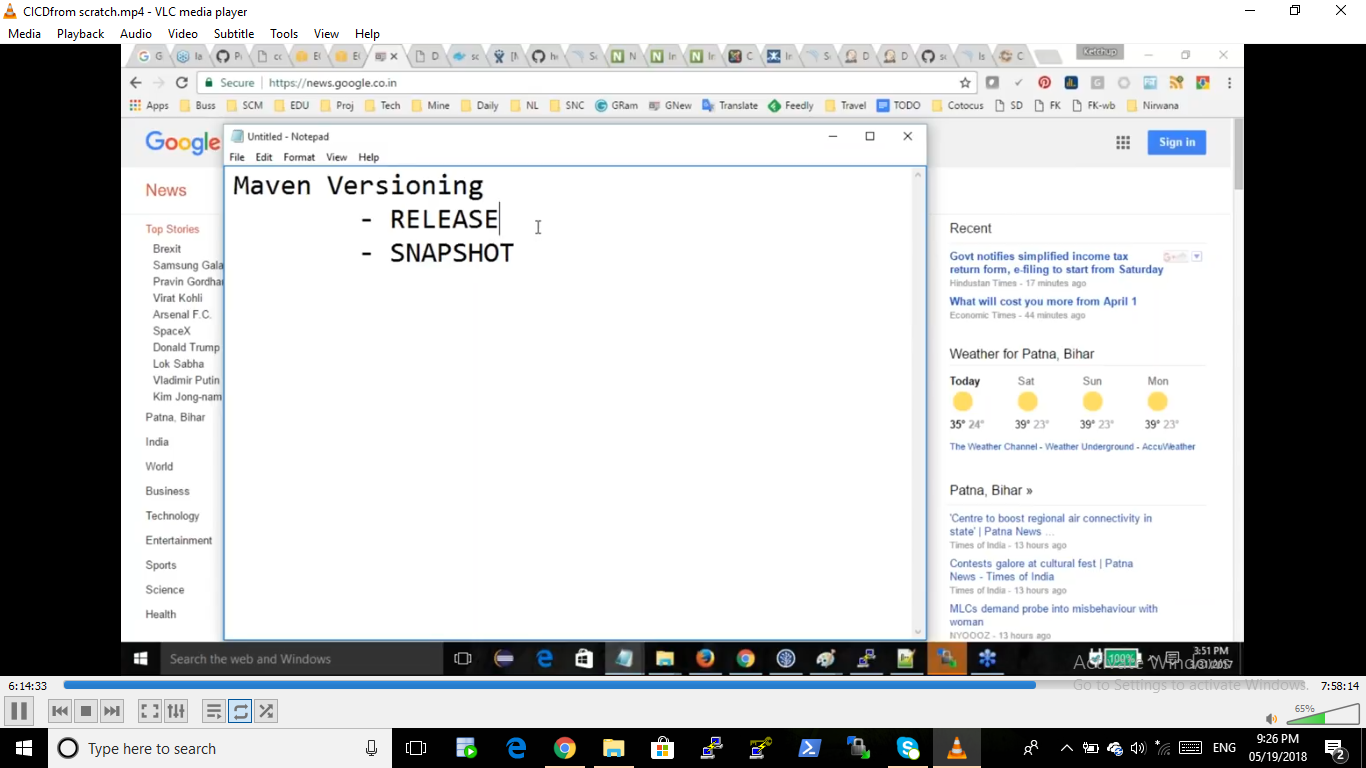 CICDfrom scratch.mp4 - VLC media player
Media Playback Audio Video Subtitle Tools View Help
Ketchup
Secure https://news.google.co.in
Apps Buss SCM EDU Proj Tech Mine Daily NL SNC GRam GNew Translate Feedly Travel TODO Cotocus SD FK FK-wb Nirwana
Google
Sign in
Untitled - Notepad
File Edit Format View Help
Maven Versioning
- RELEASE
- SNAPSHOT
News
Top Stories
Brexit
Samsung Gala
Pravin Gordha
Virat Kohli
Arsenal F.C.
SpaceX
Donald Trump
Lok Sabha
Vladimir Putin
Kim Jong-nam
Patna, Bihar
India
World
Business
Technology
Entertainment
Sports
Science
Health
Recent
Govt notifies simplified income tax
return form, e-filing to start from Saturday
Hindustan Times - 17 minutes ago
What will cost you more from April 1
Economic Times - 44 minutes ago
Weather for Patna, Bihar
Today Sat Sun Mon
35° 24° 39° 23° 39° 23° 39° 23°
The Weather Channel - Weather Underground - AccuWeather
Patna, Bihar »
'Centre to boost regional air connectivity in
state' | Patna News ...
Times of India - 13 hours ago
Contests galore at cultural fest | Patna
News - Times of India
Times of India - 13 hours ago
MLCs demand probe into misbehaviour with
woman
NYOOOZ - 13 hours ago
Search the web and Windows
100%
3:51 PM
3/31/2017
Activate Windows
Go to Settings to activate Windows.
6:14:33
7:58:14
65%
Type here to search
ENG
9:26 PM
05/19/2018
2